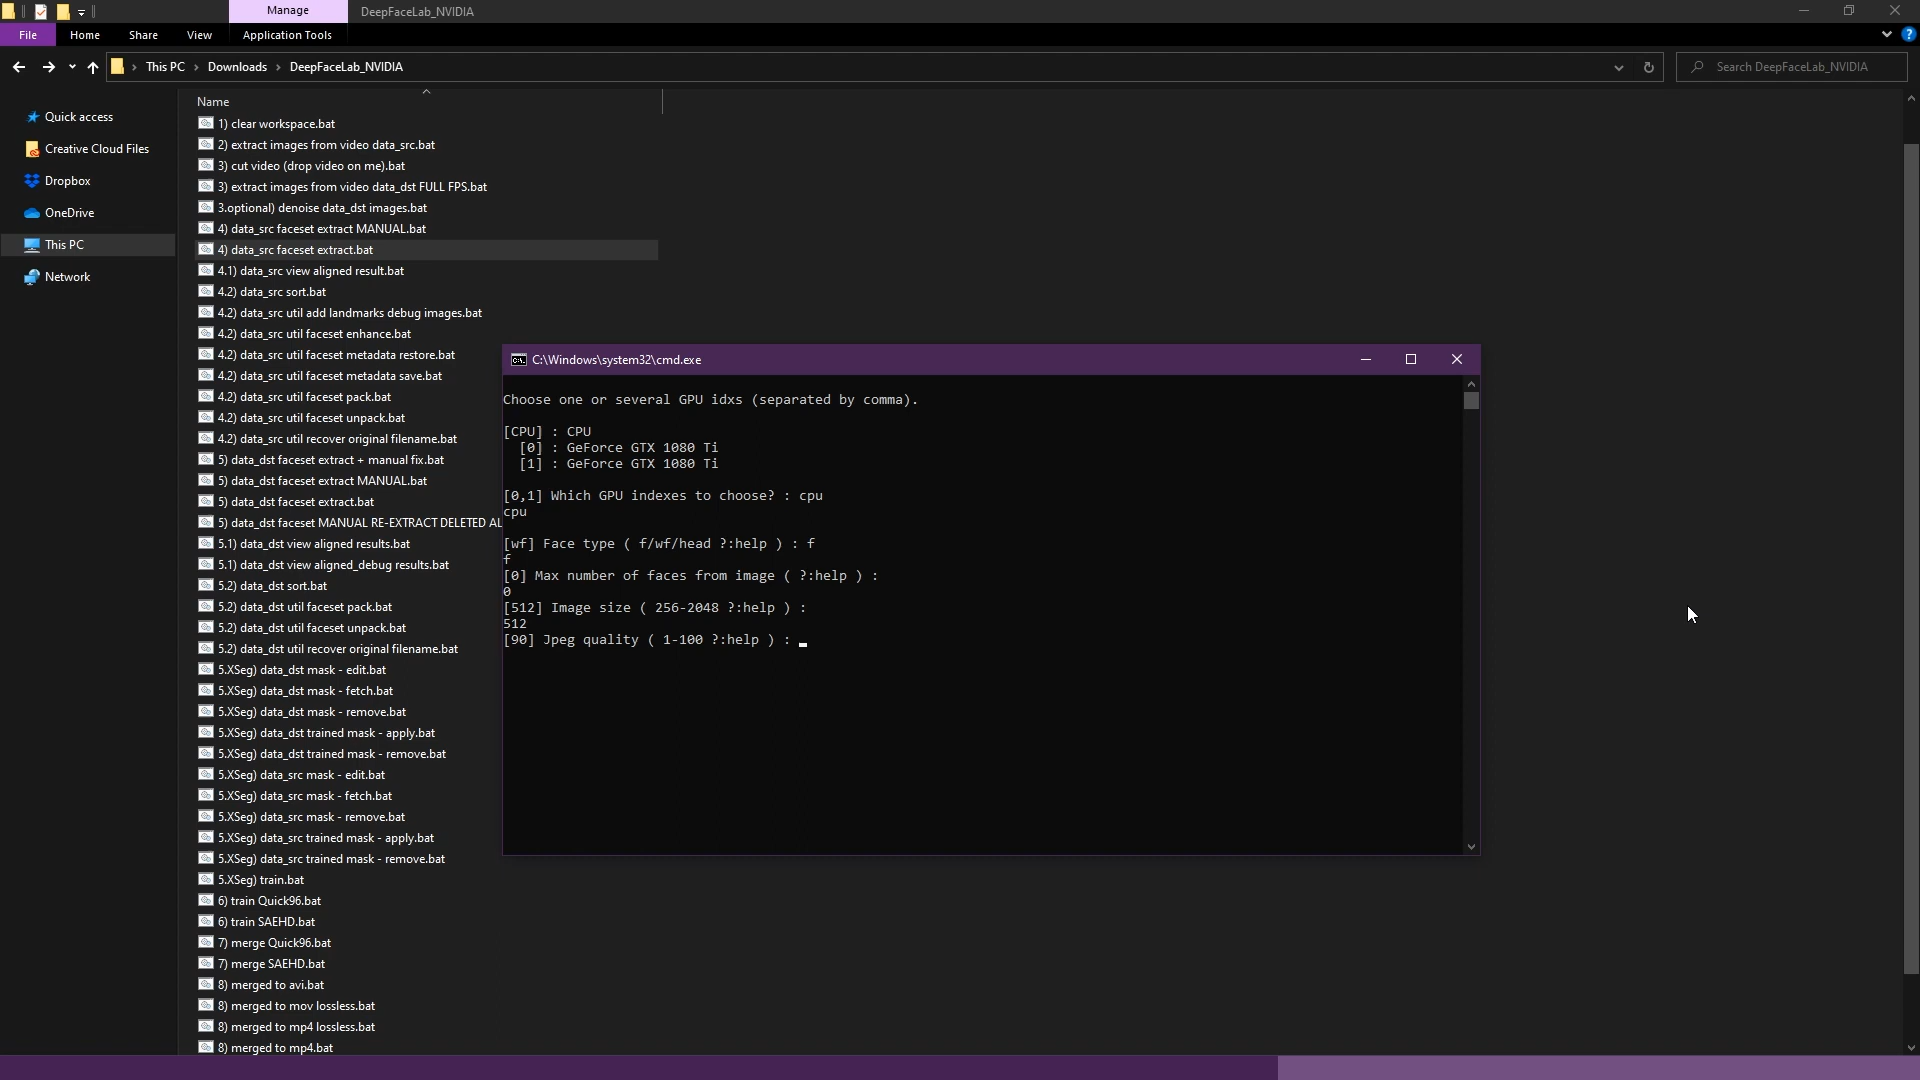 Manage
DeepFaceLab_NVIDIA
File
Home
Share
View
Application Tools
This PC
Downloads
DeepFaceLab_NVIDIA
Search DeepFaceLab_NVIDIA
Quick access
Creative Cloud Files
Dropbox
OneDrive
This PC
Network
Name
1) clear workspace.bat
2) extract images from video data_src.bat
3) cut video (drop video on me).bat
3) extract images from video data_dst FULL FPS.bat
3.optional) denoise data_dst images.bat
4) data_src faceset extract MANUAL.bat
4) data_src faceset extract.bat
4.1) data_src view aligned result.bat
4.2) data_src sort.bat
4.2) data_src util add landmarks debug images.bat
4.2) data_src util faceset enhance.bat
4.2) data_src util faceset metadata restore.bat
4.2) data_src util faceset metadata save.bat
4.2) data_src util faceset pack.bat
4.2) data_src util faceset unpack.bat
4.2) data_src util recover original filename.bat
5) data_dst faceset extract + manual fix.bat
5) data_dst faceset extract MANUAL.bat
5) data_dst faceset extract.bat
5) data_dst faceset MANUAL RE-EXTRACT DELETED AL
5.1) data_dst view aligned results.bat
5.1) data_dst view aligned_debug results.bat
5.2) data_dst sort.bat
5.2) data_dst util faceset pack.bat
5.2) data_dst util faceset unpack.bat
5.2) data_dst util recover original filename.bat
5.XSeg) data_dst mask - edit.bat
5.XSeg) data_dst mask - fetch.bat
5.XSeg) data_dst mask - remove.bat
5.XSeg) data_dst trained mask - apply.bat
5.XSeg) data_dst trained mask - remove.bat
5.XSeg) data_src mask - edit.bat
5.XSeg) data_src mask - fetch.bat
5.XSeg) data_src mask - remove.bat
5.XSeg) data_src trained mask - apply.bat
5.XSeg) data_src trained mask - remove.bat
5.XSeg) train.bat
6) train Quick96.bat
6) train SAEHD.bat
7) merge Quick96.bat
7) merge SAEHD.bat
8) merged to avi.bat
8) merged to mov lossless.bat
8) merged to mp4 lossless.bat
8) merged to mp4.bat
C:\Windows\system32\cmd.exe
Choose one or several GPU idxs (separated by comma).
[CPU] : CPU
[0] : GeForce GTX 1080 Ti
[1] : GeForce GTX 1080 Ti
[0,1] Which GPU indexes to choose? : cpu
cpu
[wf] Face type ( f/wf/head ?:help ) : f
f
[0] Max number of faces from image ( ?:help ) :
0
[512] Image size ( 256-2048 ?:help ) :
512
[90] Jpeg quality ( 1-100 ?:help ) :